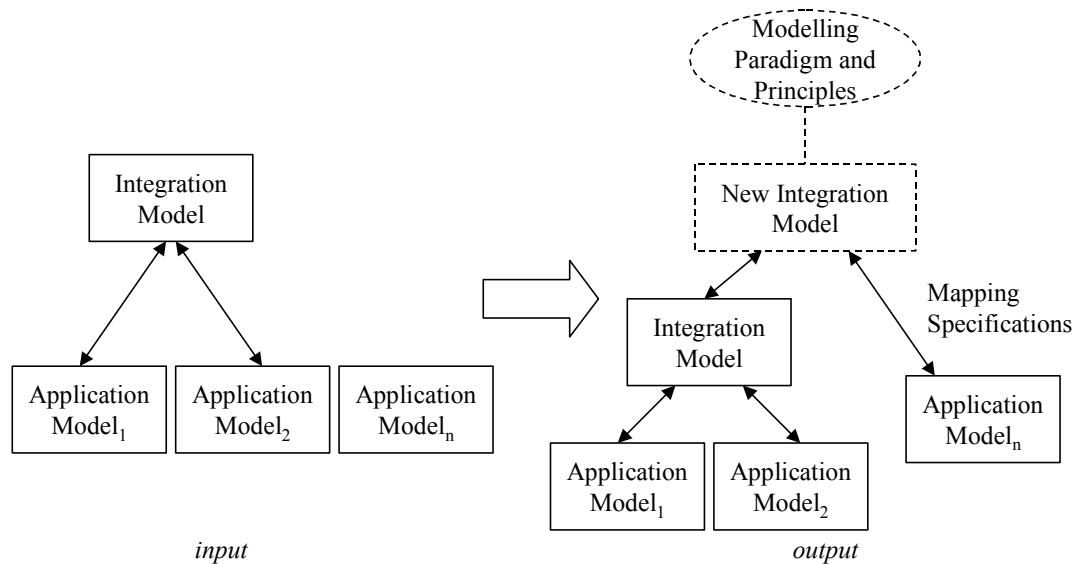 Integration
Model
Application
Model₁
Application
Model₂
Application
Modelₙ
input
Modelling
Paradigm and
Principles
New Integration
Model
Mapping
Specifications
Integration
Model
Application
Modelₙ
Application
Model₁
Application
Model₂
output